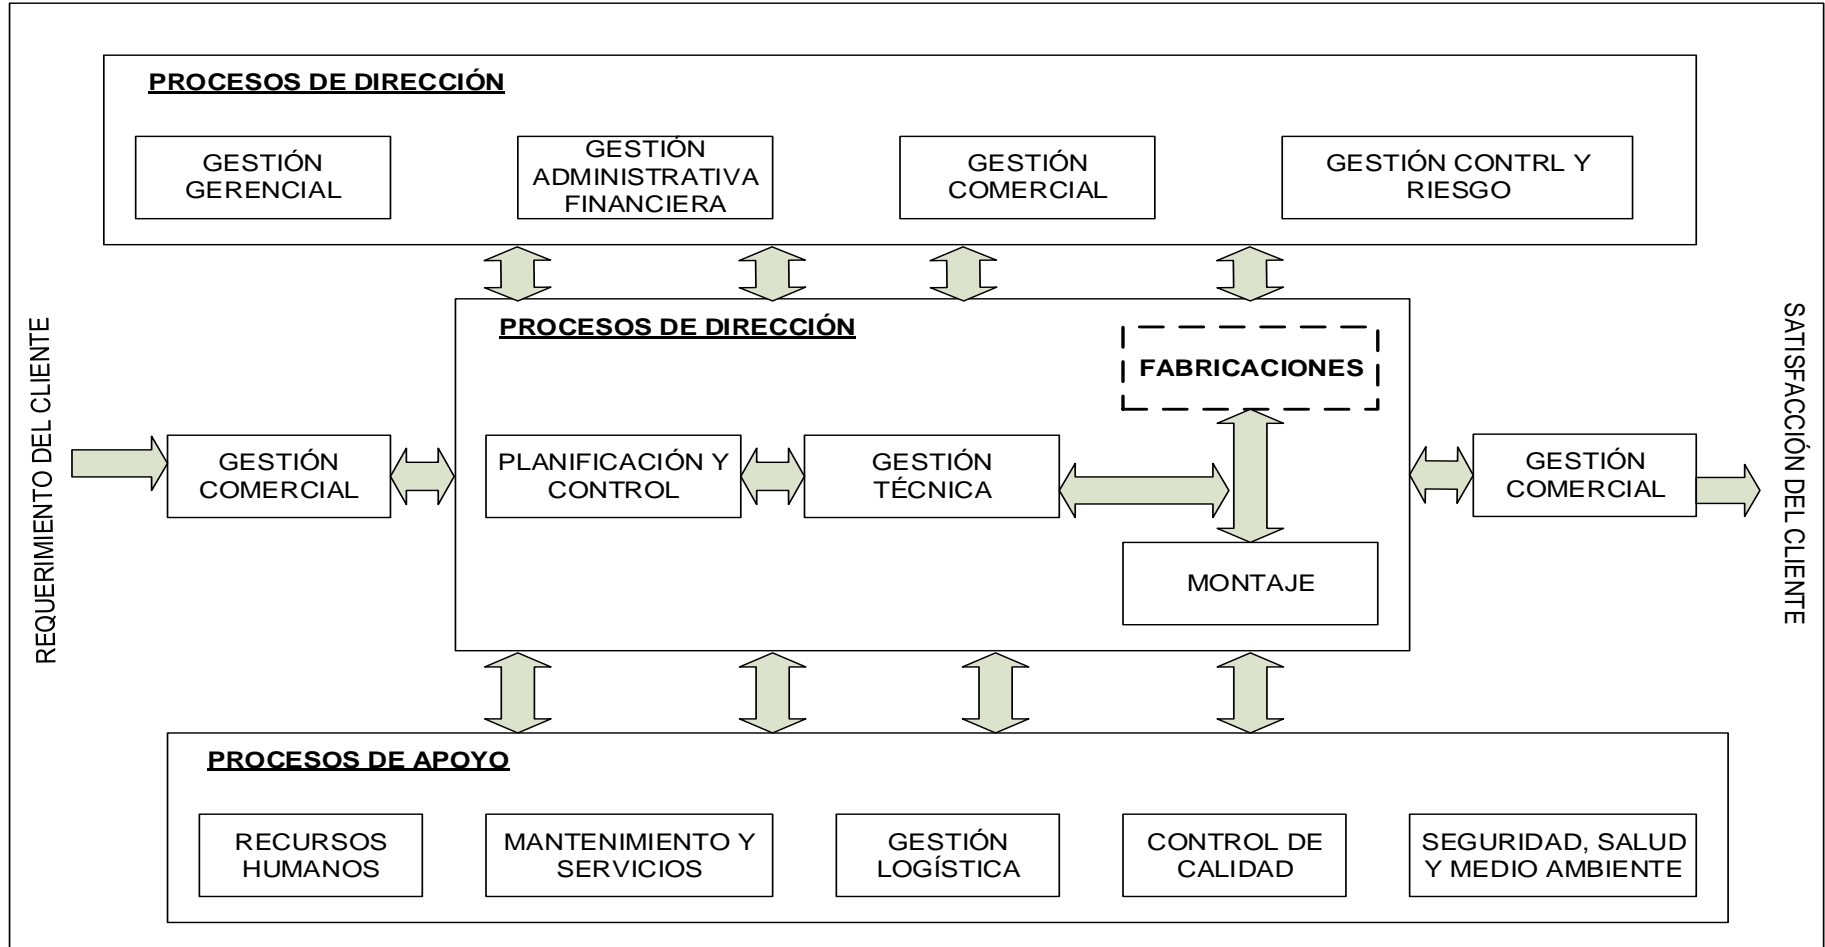 PROCESOS DE DIRECCIÓN
GESTIÓN
GERENCIAL
GESTIÓN
ADMINISTRATIVA
FINANCIERA
GESTIÓN
COMERCIAL
GESTIÓN CONTRL Y
RIESGO
REQUERIMIENTO DEL CLIENTE
GESTIÓN
COMERCIAL
PROCESOS DE DIRECCIÓN
FABRICACIONES
PLANIFICACIÓN Y
CONTROL
GESTIÓN
TÉCNICA
MONTAJE
GESTIÓN
COMERCIAL
SATISFACCIÓN DEL CLIENTE
PROCESOS DE APOYO
RECURSOS
HUMANOS
MANTENIMIENTO Y
SERVICIOS
GESTIÓN
LOGÍSTICA
CONTROL DE
CALIDAD
SEGURIDAD, SALUD
Y MEDIO AMBIENTE